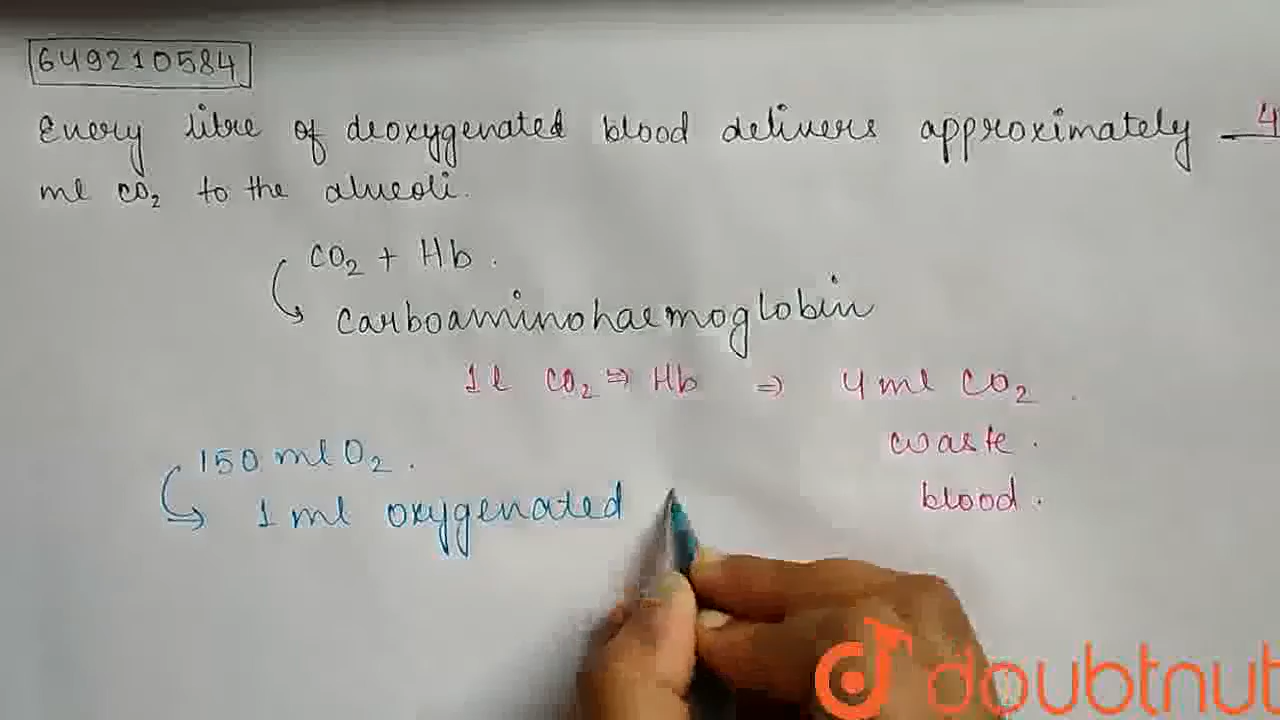 649210584
Every litre of deoxygenated blood delivers approximately 4
ml CO2 to the alveoli.
CO2 + Hb.
carboaminohaemoglobin
1l CO2 ⇒ Hb ⇒ 4 ml CO2.
waste.
150 ml O2.
blood.
1 ml oxygenated
doubtnut